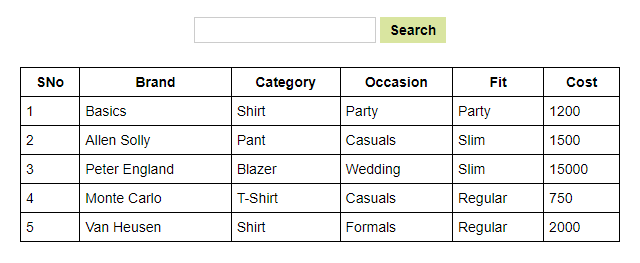 Search
SNo Brand Category Occasion Fit Cost
1 Basics Shirt Party Party 1200
2 Allen Solly Pant Casuals Slim 1500
3 Peter England Blazer Wedding Slim 15000
4 Monte Carlo T-Shirt Casuals Regular 750
5 Van Heusen Shirt Formals Regular 2000